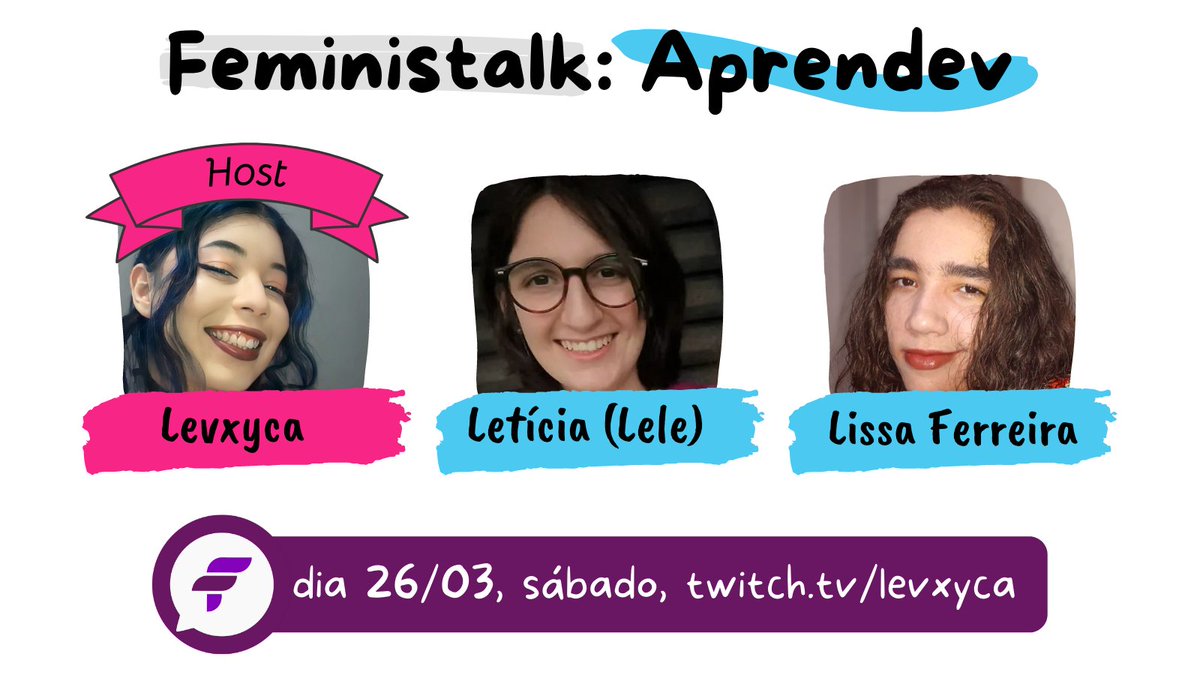 Feministalk: Aprendev
Host
Levxyca
Letícia (Lele)
Lissa Ferreira
dia 26/03, sábado, twitch.tv/levxyca